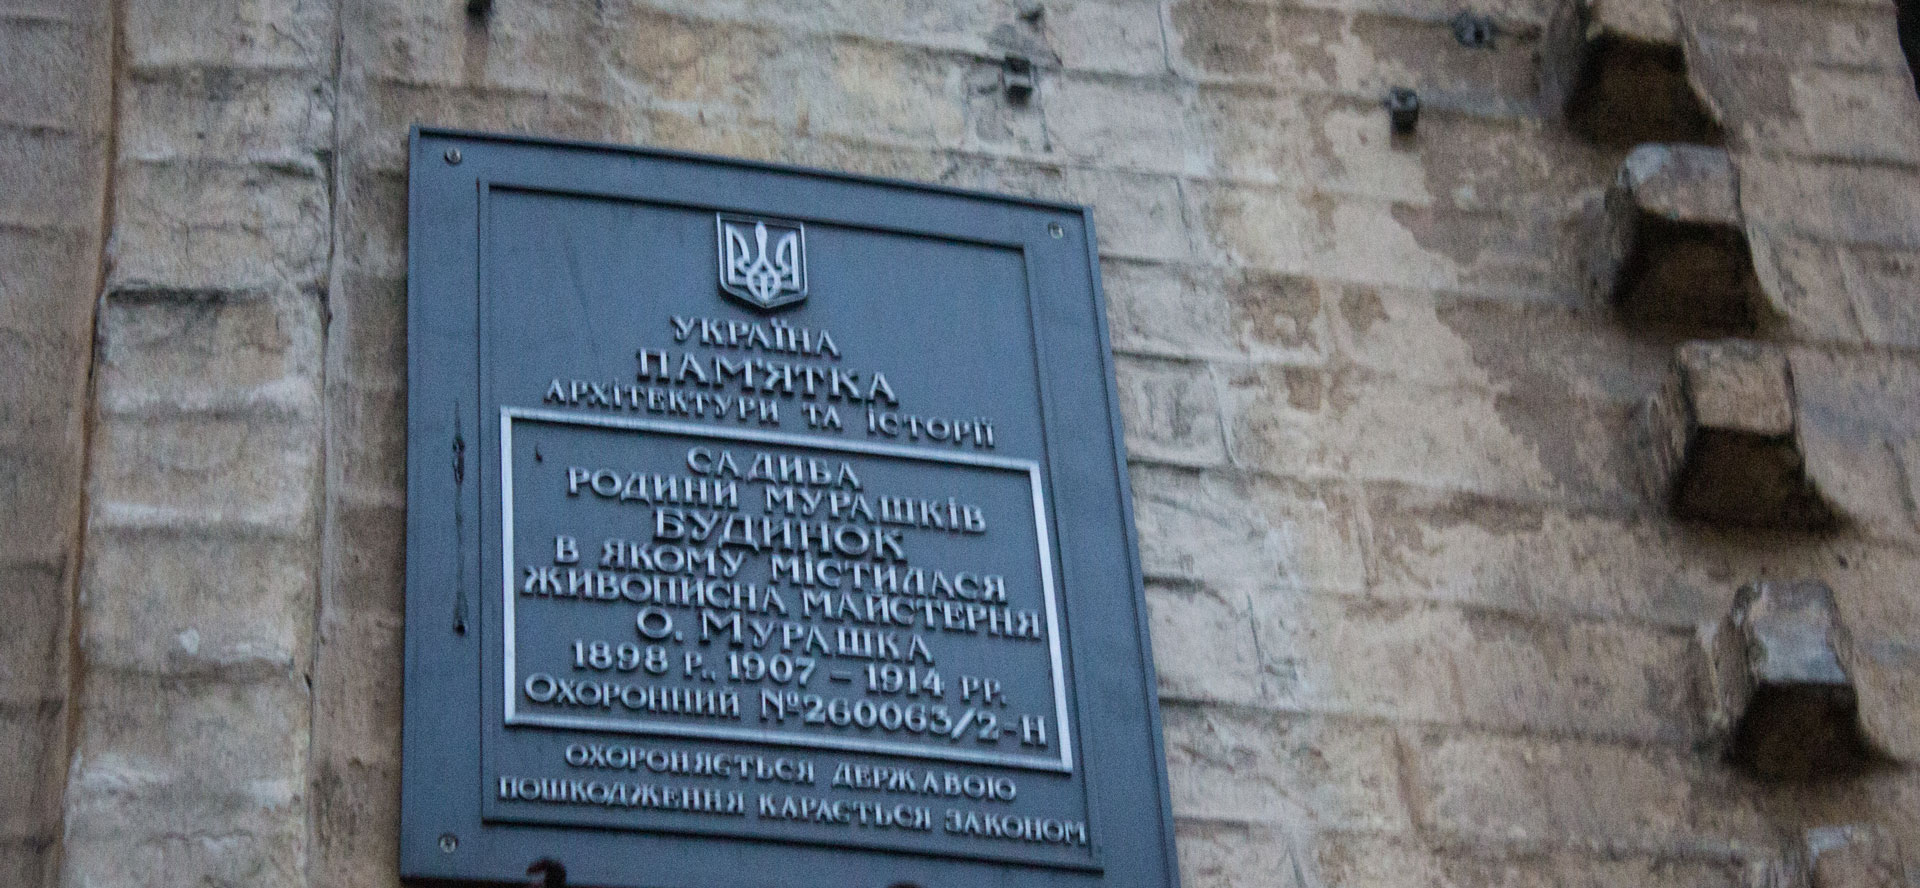 УКРАЇНА
ПАМ'ЯТКА
АРХІТЕКТУРИ ТА ІСТОРІЇ
САДИБА
РОДИНИ МУРАШКІВ
БУДИНОК
В ЯКОМУ МІСТИЛАСЯ
ЖИВОПИСНА МАЙСТЕРНЯ
О. МУРАШКА
1898 р., 1907 – 1914 рр.
ОХОРОННИЙ №260063/2-Н
ОХОРОНЯЄТЬСЯ ДЕРЖАВОЮ
ПОШКОДЖЕННЯ КАРАЄТЬСЯ ЗАКОНОМ